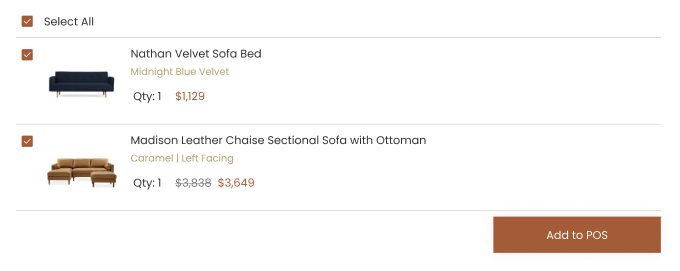 Select All
Nathan Velvet Sofa Bed
Midnight Blue Velvet
Qty: 1 $1,129
Madison Leather Chaise Sectional Sofa with Ottoman
Caramel | Left Facing
Qty: 1 $3,838 $3,649
Add to POS